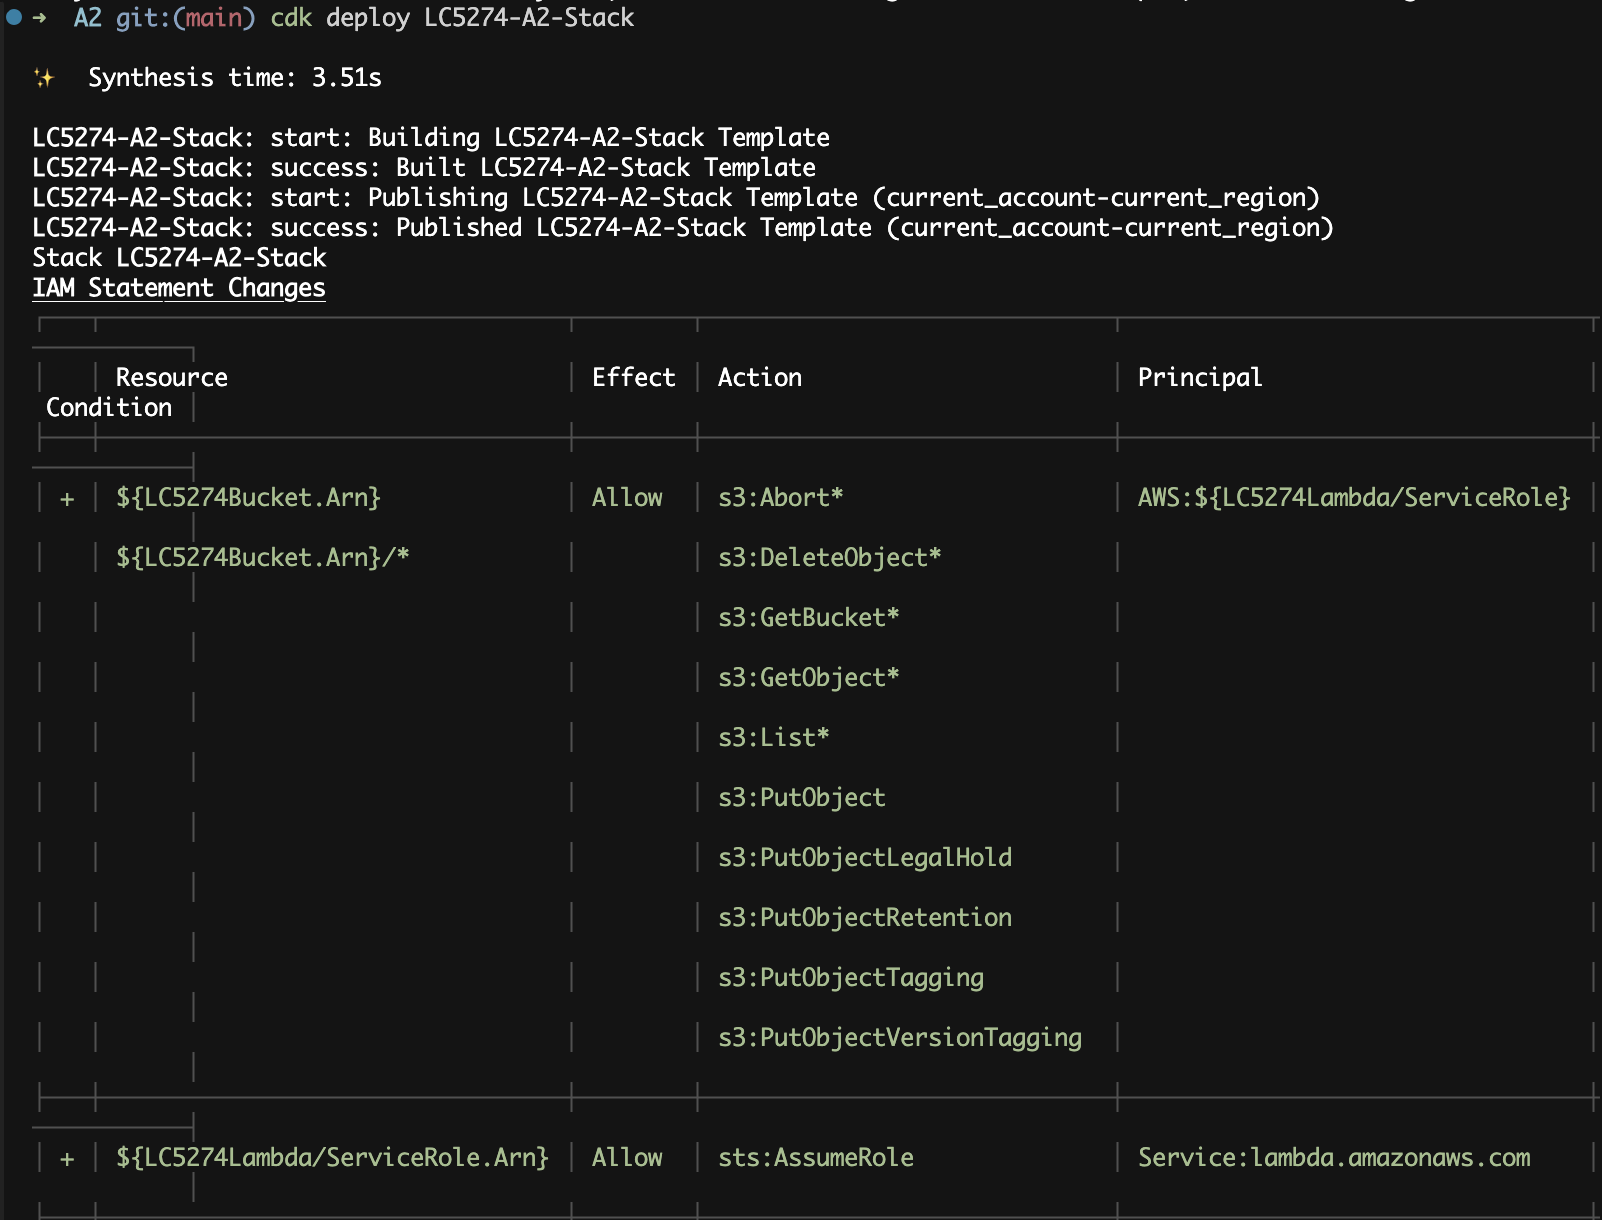 → A2 git:(main) cdk deploy LC5274-A2-Stack
✨ Synthesis time: 3.51s
LC5274-A2-Stack: start: Building LC5274-A2-Stack Template
LC5274-A2-Stack: success: Built LC5274-A2-Stack Template
LC5274-A2-Stack: start: Publishing LC5274-A2-Stack Template (current_account-current_region)
LC5274-A2-Stack: success: Published LC5274-A2-Stack Template (current_account-current_region)
Stack LC5274-A2-Stack
IAM Statement Changes
Resource Effect Action Principal
Condition
+ ${LC5274Bucket.Arn} Allow s3:Abort* AWS:${LC5274Lambda/ServiceRole}
${LC5274Bucket.Arn}/* s3:DeleteObject*
s3:GetBucket*
s3:GetObject*
s3:List*
s3:PutObject
s3:PutObjectLegalHold
s3:PutObjectRetention
s3:PutObjectTagging
s3:PutObjectVersionTagging
+ ${LC5274Lambda/ServiceRole.Arn} Allow sts:AssumeRole Service:lambda.amazonaws.com